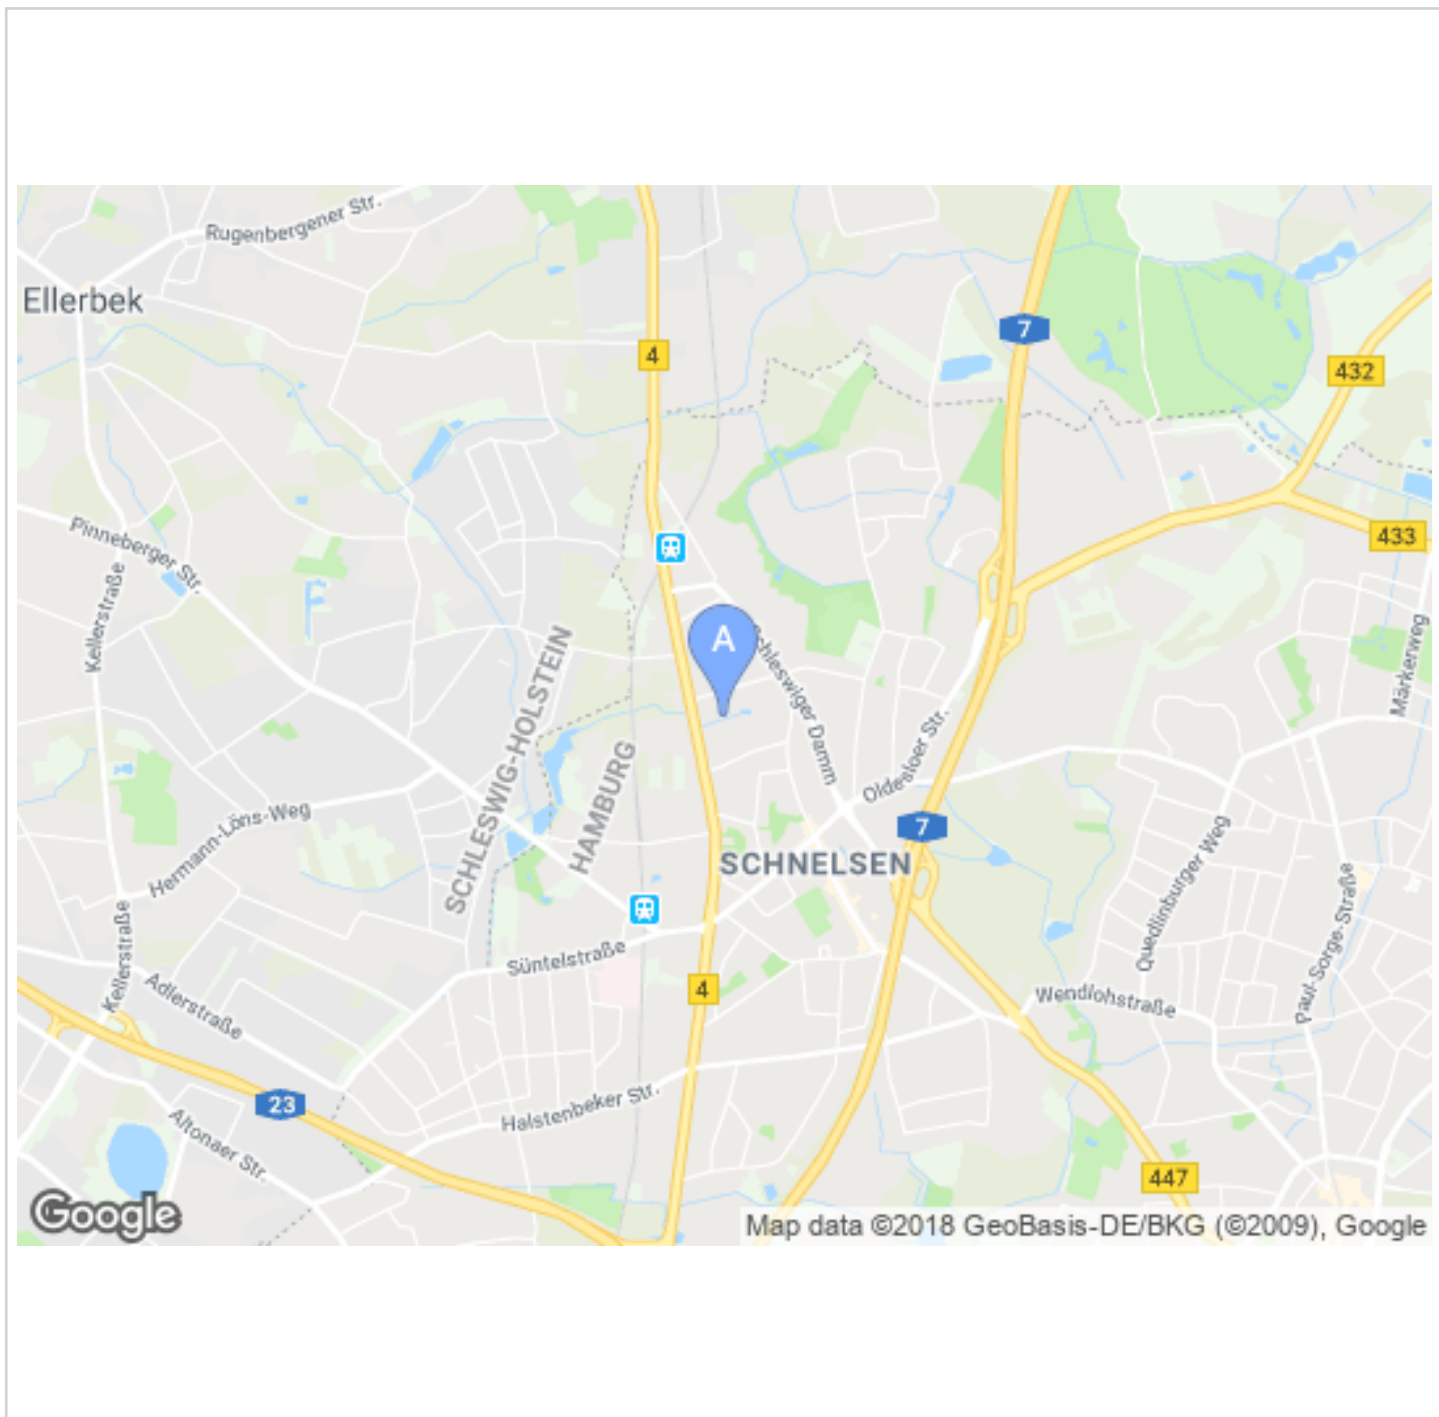 Rugenbergener Str.
Ellerbek
7
4
432
433
Pinneberger Str.
Kellerstraße
Märkerweg
A
SCHLESWIG-HOLSTEIN
HAMBURG
Schleswiger Damm
Oldesloer Str.
7
Hermann-Löns-Weg
SCHNELSEN
Quedlinburger Weg
Paul-Sorge-Straße
Kellerstraße
Süntelstraße
4
Adlerstraße
Wendlohstraße
23
Halstenbeker Str.
Altonaer Str.
447
Google
Map data ©2018 GeoBasis-DE/BKG (©2009), Google